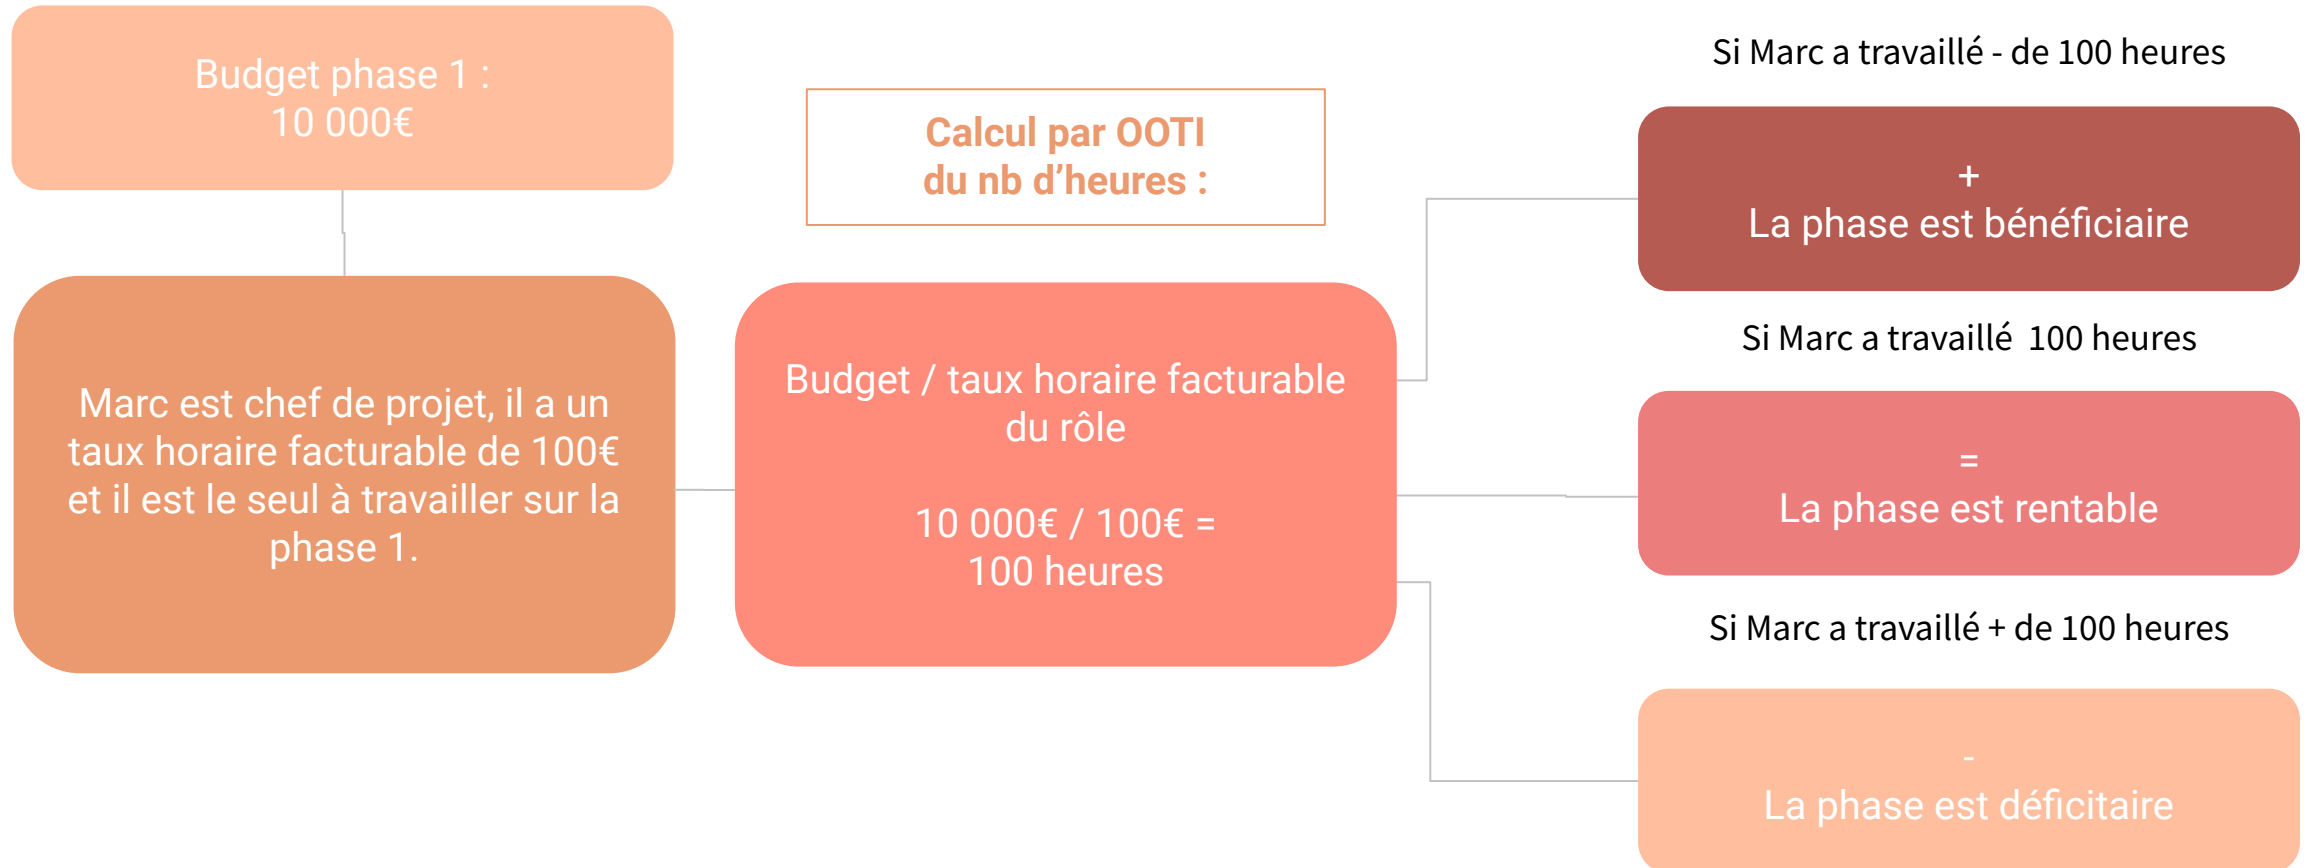 Budget phase 1 :
10 000€
Marc est chef de projet, il a un
taux horaire facturable de 100€
et il est le seul à travailler sur la
phase 1.
Calcul par OOTI
du nb d’heures :
Budget / taux horaire facturable
du rôle
10 000€ / 100€ =
100 heures
Si Marc a travaillé - de 100 heures
+
La phase est bénéficiaire
Si Marc a travaillé  100 heures
=
La phase est rentable
Si Marc a travaillé + de 100 heures
-
La phase est déficitaire